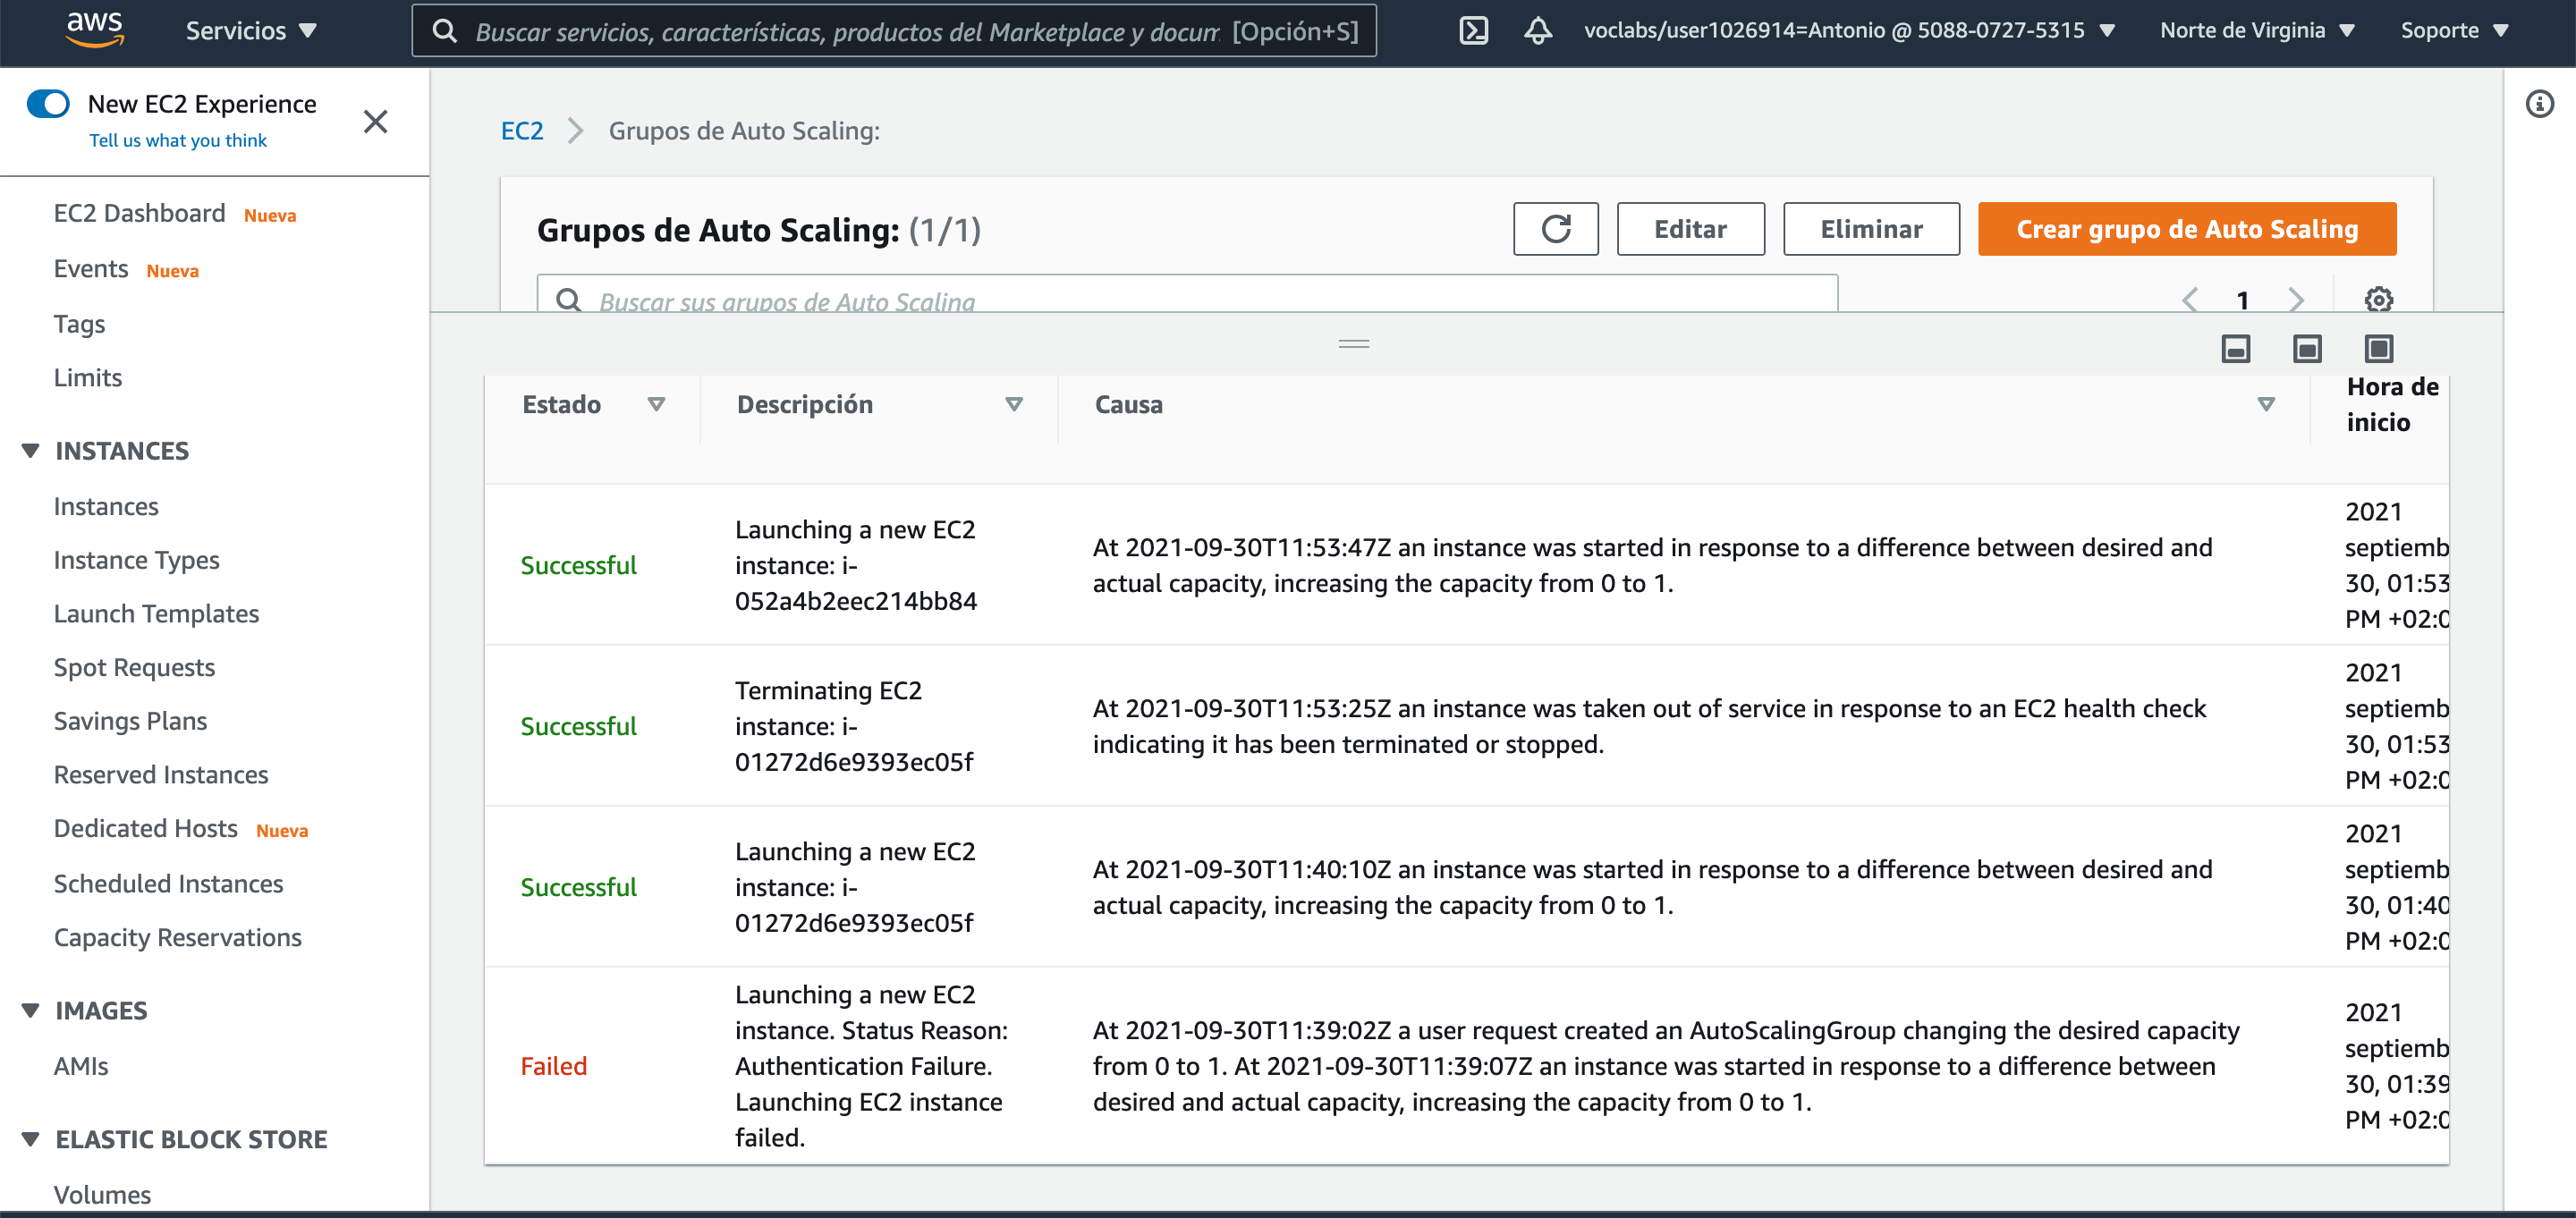 aws
Servicios
Buscar servicios, características, productos del Marketplace y docum
[Opción+S]
voclabs/user1026914=Antonio @ 5088-0727-5315
Norte de Virginia
Soporte
New EC2 Experience
Tell us what you think
EC2 Dashboard Nueva
Events Nueva
Tags
Limits
INSTANCES
Instances
Instance Types
Launch Templates
Spot Requests
Savings Plans
Reserved Instances
Dedicated Hosts Nueva
Scheduled Instances
Capacity Reservations
IMAGES
AMIs
ELASTIC BLOCK STORE
Volumes
EC2 > Grupos de Auto Scaling:
Grupos de Auto Scaling: (1/1)
Editar
Eliminar
Crear grupo de Auto Scaling
Buscar sus grupos de Auto Scaling
1
Estado
Descripción
Causa
Hora de
inicio
Successful
Launching a new EC2
instance: i-
052a4b2eec214bb84
At 2021-09-30T11:53:47Z an instance was started in response to a difference between desired and
actual capacity, increasing the capacity from 0 to 1.
2021
septiemb
30, 01:53
PM +02:0
Successful
Terminating EC2
instance: i-
01272d6e9393ec05f
At 2021-09-30T11:53:25Z an instance was taken out of service in response to an EC2 health check
indicating it has been terminated or stopped.
2021
septiemb
30, 01:53
PM +02:0
Successful
Launching a new EC2
instance: i-
01272d6e9393ec05f
At 2021-09-30T11:40:10Z an instance was started in response to a difference between desired and
actual capacity, increasing the capacity from 0 to 1.
2021
septiemb
30, 01:40
PM +02:0
Failed
Launching a new EC2
instance. Status Reason:
Authentication Failure.
Launching EC2 instance
failed.
At 2021-09-30T11:39:02Z a user request created an AutoScalingGroup changing the desired capacity
from 0 to 1. At 2021-09-30T11:39:07Z an instance was started in response to a difference between
desired and actual capacity, increasing the capacity from 0 to 1.
2021
septiemb
30, 01:39
PM +02:0